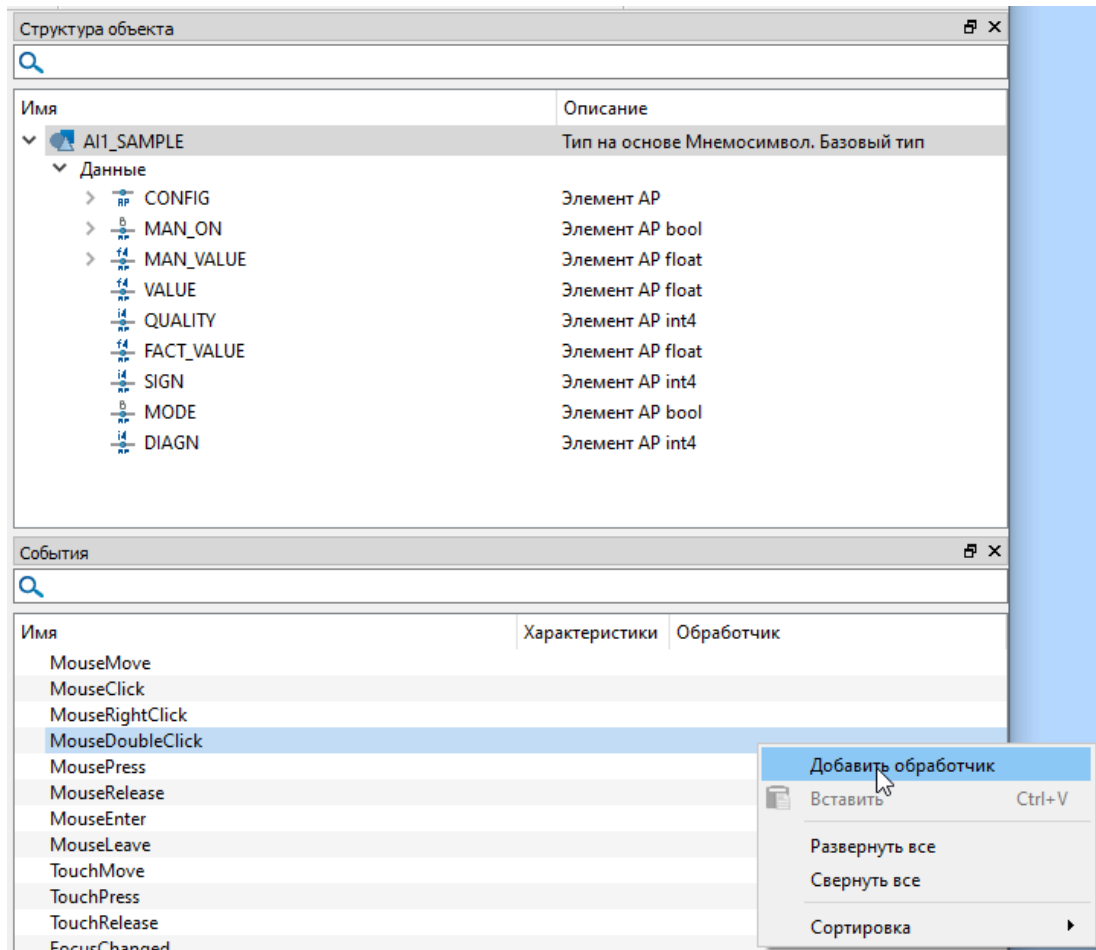 Структура объекта
Имя Описание
AI1_SAMPLE Тип на основе Мнемосимвол. Базовый тип
Данные
CONFIG Элемент AP
MAN_ON Элемент AP bool
MAN_VALUE Элемент AP float
VALUE Элемент AP float
QUALITY Элемент AP int4
FACT_VALUE Элемент AP float
SIGN Элемент AP int4
MODE Элемент AP bool
DIAGN Элемент AP int4
События
Имя Характеристики Обработчик
MouseMove
MouseClick
MouseRightClick
MouseDoubleClick
MousePress
MouseRelease
MouseEnter
MouseLeave
TouchMove
TouchPress
TouchRelease
FocusChanged
Добавить обработчик
Вставить Ctrl+V
Развернуть все
Свернуть все
Сортировка